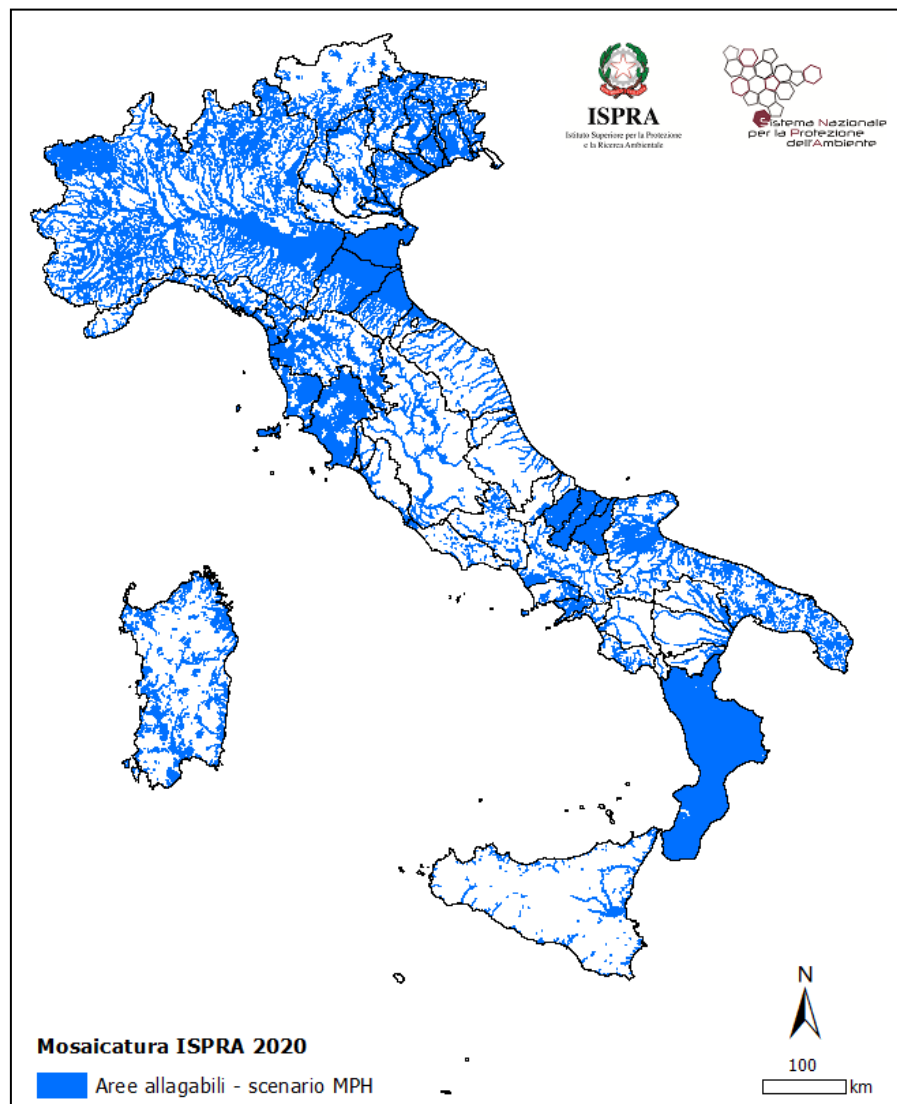 ISPRA
Istituto Superiore per la Protezione
e la Ricerca Ambientale
Sistema Nazionale
per la Protezione
dell'Ambiente
N
100
km
Mosaicatura ISPRA 2020
Aree allagabili - scenario MPH